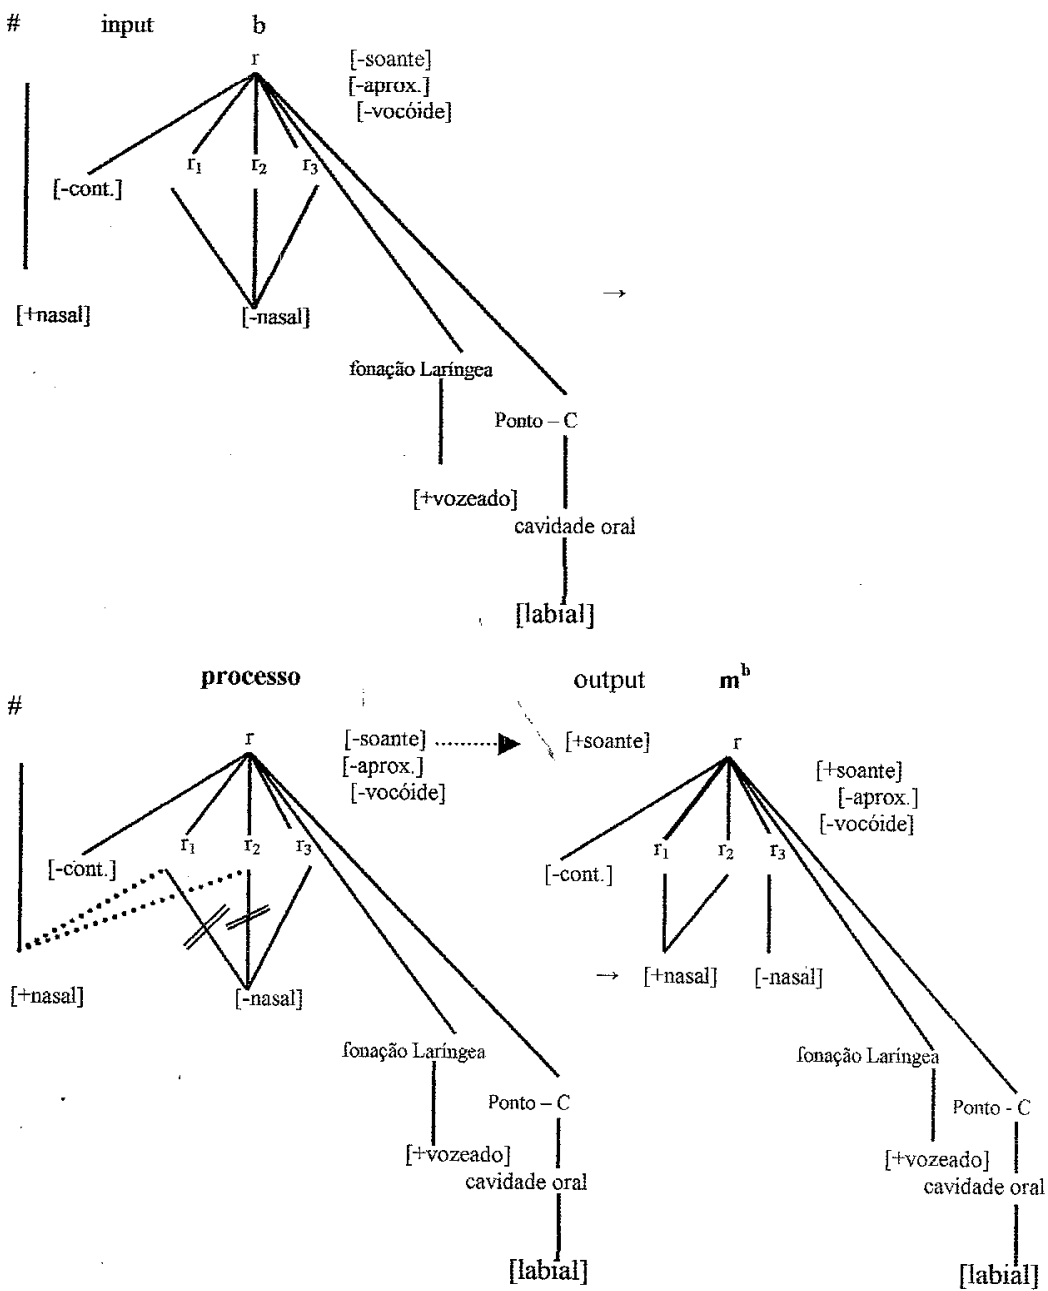 # input b
r
[-soante]
[-aprox.]
[-vocóide]
r₁ r₂ r₃
[-cont.]
[+nasal] [-nasal]
→
fonação Laríngea
Ponto – C
[+vozeado]
cavidade oral
[labial]
processo output mᵇ
#
r [-soante] [+soante] r
[-aprox.]
[-vocóide]
[+soante]
[-aprox.]
[-vocóide]
r₁ r₂ r₃ r₁ r₂ r₃
[-cont.] [-cont.]
[+nasal] [-nasal] → [+nasal] [-nasal]
fonação Laríngea fonação Laríngea
Ponto – C Ponto - C
[+vozeado] [+vozeado]
cavidade oral cavidade oral
[labial] [labial]